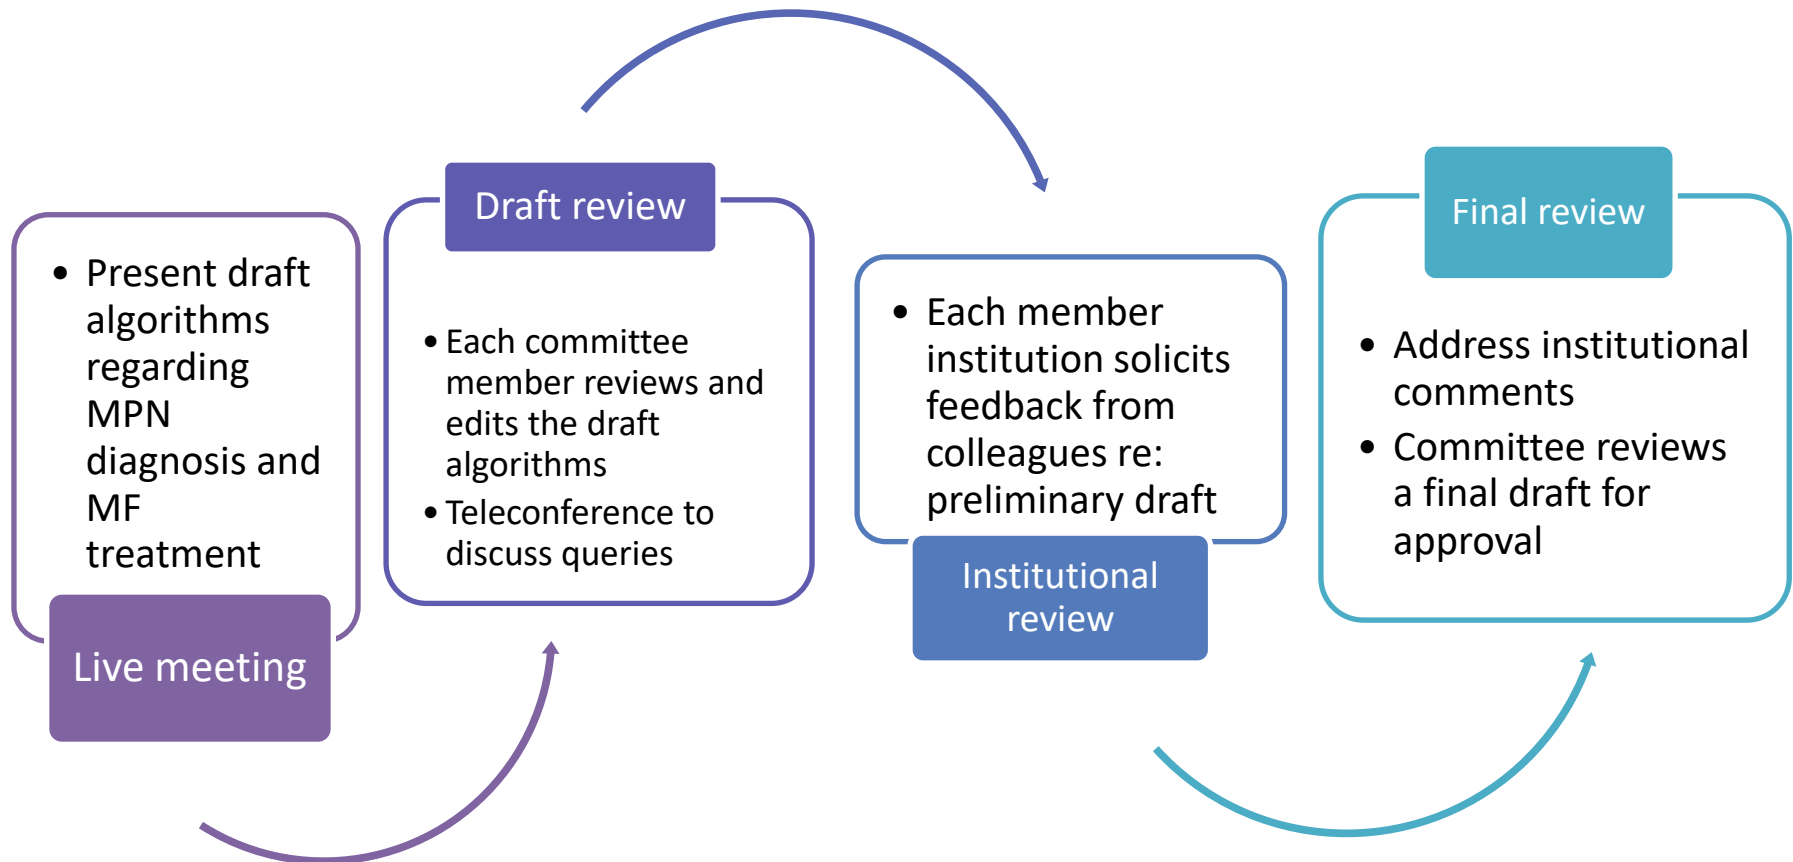 • Present draft
algorithms
regarding
MPN
diagnosis and
MF
treatment
Live meeting
Draft review
• Each committee
member reviews and
edits the draft
algorithms
• Teleconference to
discuss queries
• Each member
institution solicits
feedback from
colleagues re:
preliminary draft
Institutional
review
Final review
• Address institutional
comments
• Committee reviews
a final draft for
approval